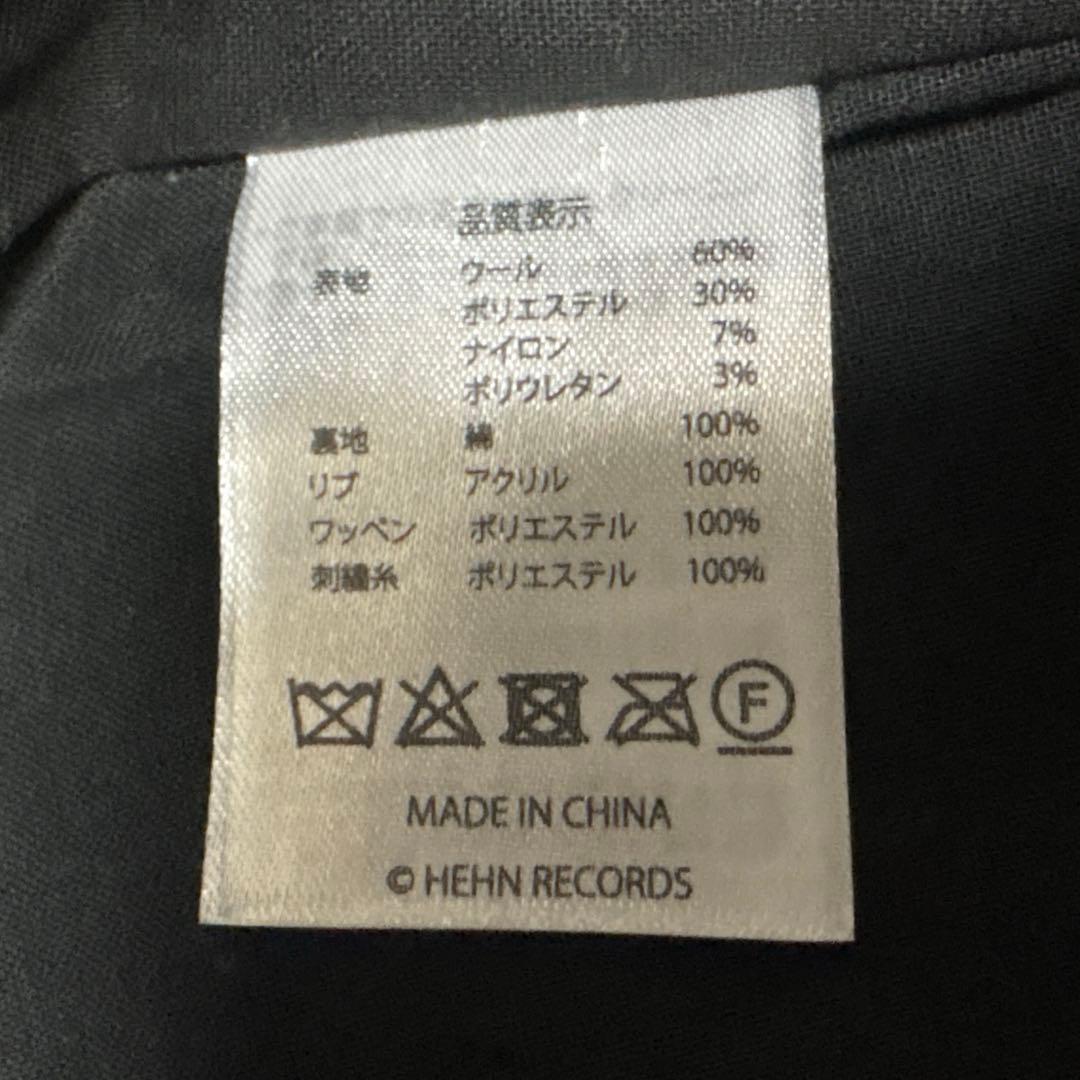 品質表示
表地 ウール 60%
ポリエステル 30%
ナイロン 7%
ポリウレタン 3%
裏地 綿 100%
リブ アクリル 100%
ワッペン ポリエステル 100%
刺繍糸 ポリエステル 100%
F
MADE IN CHINA
© HEHN RECORDS